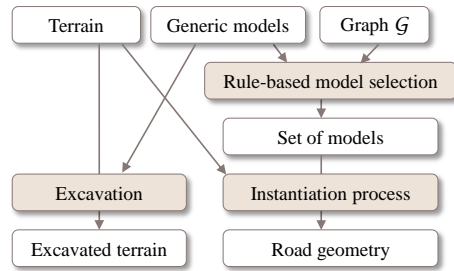 Terrain
Generic models
Graph 𝒢
Rule-based model selection
Set of models
Excavation
Instantiation process
Excavated terrain
Road geometry